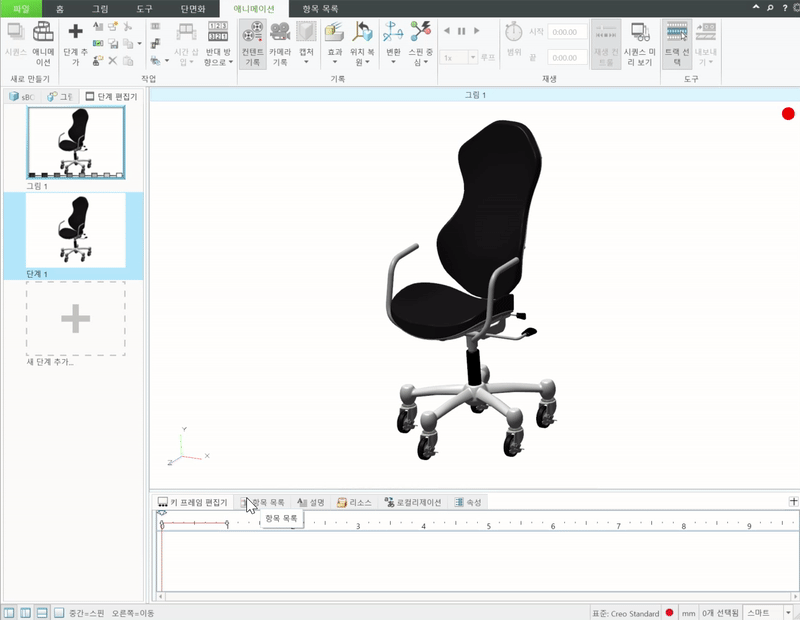 파일 홈 그림 도구 단면화 애니메이션 항목 목록
시퀀스 애니메이션 단계 추가 시간 삽입 반대 방향으로 컨텐트 기록 카메라 기록 캡처 효과 위치 복원 변환 스핀 중심 1x 루프 범위 시작 0:00.00 끝 0:00.00 재생 컨트롤 시퀀스 미리 보기 트랙 선택 내보내기
새로 만들기 작업 기록 재생 도구
sBC 그림 단계 편집기
그림 1
그림 1
단계 1
새 단계 추가...
Y
X
Z
키 프레임 편집기 항목 목록 설명 리소스 로컬리제이션 속성
항목 목록
0 1 2 3 4 5 6 7 8 9
중간=스핀 오른쪽=이동 표준: Creo Standard mm 0개 선택됨 스마트